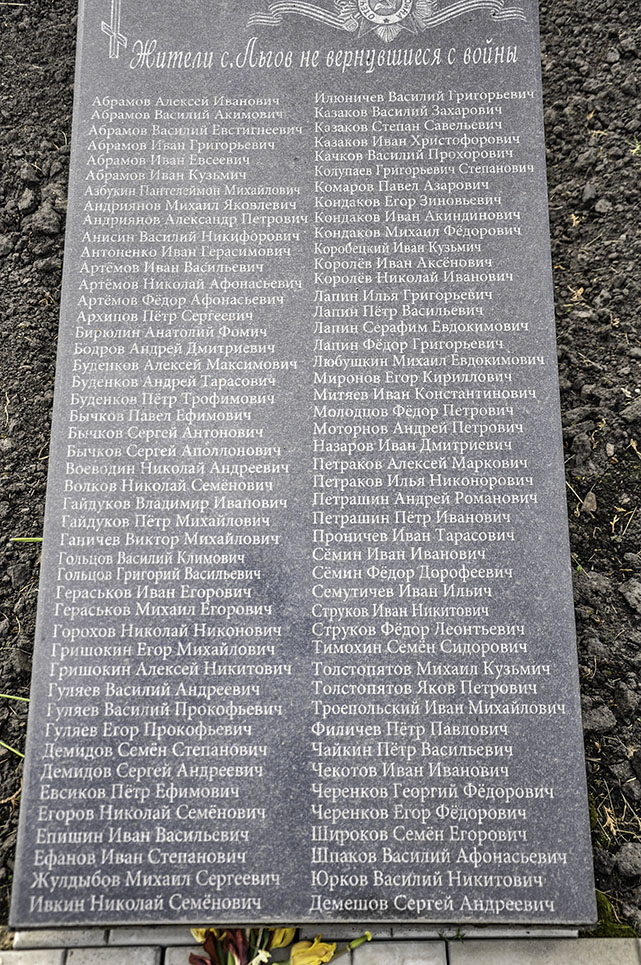 Жители с.Льгов не вернувшиеся с войны
Абрамов Алексей Иванович
Абрамов Василий Акимович
Абрамов Василий Евстигнеевич
Абрамов Иван Григорьевич
Абрамов Иван Евсеевич
Абрамов Иван Кузьмич
Азбукин Пантелеймон Михайлович
Андриянов Михаил Яковлевич
Андриянов Александр Петрович
Анисин Василий Никифорович
Антоненко Иван Герасимович
Артёмов Иван Васильевич
Артёмов Николай Афонасьевич
Артёмов Фёдор Афонасьевич
Архипов Пётр Сергеевич
Бирюлин Анатолий Фомич
Бодров Андрей Дмитриевич
Буденков Алексей Максимович
Буденков Андрей Тарасович
Буденков Пётр Трофимович
Бычков Павел Ефимович
Бычков Сергей Антонович
Бычков Сергей Аполлонович
Воеводин Николай Андреевич
Волков Николай Семёнович
Гайдуков Владимир Иванович
Гайдуков Пётр Михайлович
Ганичев Виктор Михайлович
Гольцов Василий Климович
Гольцов Григорий Васильевич
Гераськов Иван Егорович
Гераськов Михаил Егорович
Горохов Николай Никонович
Гришокин Егор Михайлович
Гришокин Алексей Никитович
Гуляев Василий Андреевич
Гуляев Василий Прокофьевич
Гуляев Егор Прокофьевич
Демидов Семён Степанович
Демидов Сергей Андреевич
Евсиков Пётр Ефимович
Егоров Николай Семёнович
Епишин Иван Васильевич
Ефанов Иван Степанович
Жулдыбов Михаил Сергеевич
Ивкин Николай Семёнович
Илюничев Василий Григорьевич
Казаков Василий Захарович
Казаков Степан Савельевич
Казаков Иван Христофорович
Качков Василий Прохорович
Колупаев Григорьевич Степанович
Комаров Павел Азарович
Кондаков Егор Зиновьевич
Кондаков Иван Акиндинович
Кондаков Михаил Фёдорович
Коробецкий Иван Кузьмич
Королёв Иван Аксёнович
Королёв Николай Иванович
Лапин Илья Григорьевич
Лапин Пётр Васильевич
Лапин Серафим Евдокимович
Лапин Фёдор Григорьевич
Любушкин Михаил Евдокимович
Миронов Егор Кириллович
Митяев Иван Константинович
Молодцов Фёдор Петрович
Моторнов Андрей Петрович
Назаров Иван Дмитриевич
Петраков Алексей Маркович
Петраков Илья Никонорович
Петрашин Андрей Романович
Петрашин Пётр Иванович
Проничев Иван Тарасович
Сёмин Иван Иванович
Сёмин Фёдор Дорофеевич
Семутичев Иван Ильич
Струков Иван Никитович
Струков Фёдор Леонтьевич
Тимохин Семён Сидорович
Толстопятов Михаил Кузьмич
Толстопятов Яков Петрович
Троепольский Иван Михайлович
Филичев Пётр Павлович
Чайкин Пётр Васильевич
Чекотов Иван Иванович
Черенков Георгий Фёдорович
Черенков Егор Фёдорович
Широков Семён Егорович
Шпаков Василий Афонасьевич
Юрков Василий Никитович
Демешов Сергей Андреевич